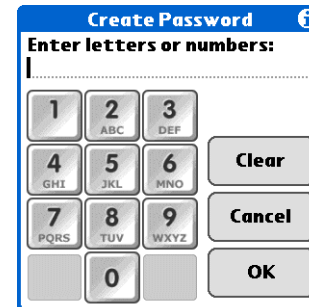 Create Password
Enter letters or numbers:
1
2
ABC
3
DEF
4
GHI
5
JKL
6
MNO
Clear
7
PQRS
8
TUV
9
WXYZ
Cancel
0
OK